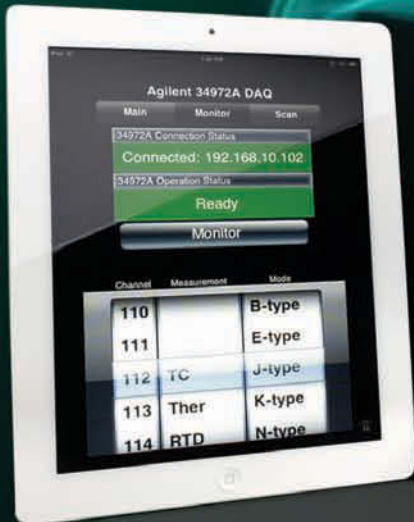 Agilent 34972A DAQ
Main Monitor Scan
34972A Connection Status
Connected: 192.168.10.102
34972A Operation Status
Ready
Monitor
Channel Measurement Mode
110 B-type
111 E-type
112 TC J-type
113 Ther K-type
114 RTD N-type